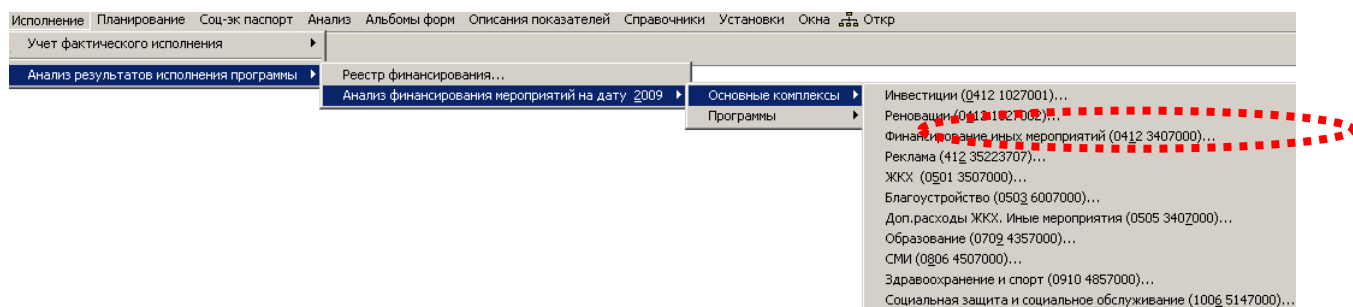 Исполнение Планирование Соц-эк паспорт Анализ Альбомы форм Описания показателей Справочники Установки Окна Откр
Учет фактического исполнения
Анализ результатов исполнения программы
Реестр финансирования...
Анализ финансирования мероприятий на дату 2009
Основные комплексы
Программы
Инвестиции (0412 1027001)...
Реновации (0412 1027002)...
Финансирование иных мероприятий (0412 3407000)...
Реклама (412 35223707)...
ЖКХ (0501 3507000)...
Благоустройство (0503 6007000)...
Доп.расходы ЖКХ. Иные мероприятия (0505 3407000)...
Образование (0709 4357000)...
СМИ (0806 4507000)...
Здравоохранение и спорт (0910 4857000)...
Социальная защита и социальное обслуживание (1006 5147000)...